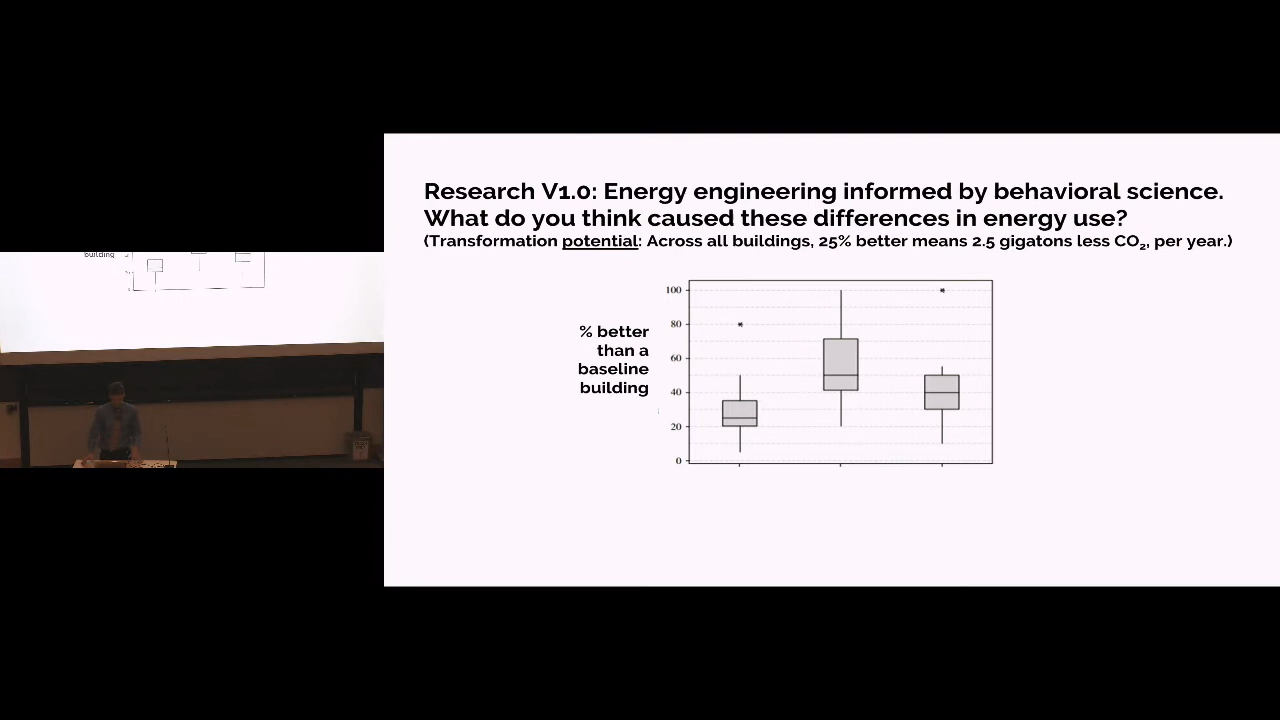 Research V1.0: Energy engineering informed by behavioral science.
What do you think caused these differences in energy use?
(Transformation potential: Across all buildings, 25% better means 2.5 gigatons less CO₂, per year.)
% better
than a
baseline
building
100
80
60
40
20
0
building